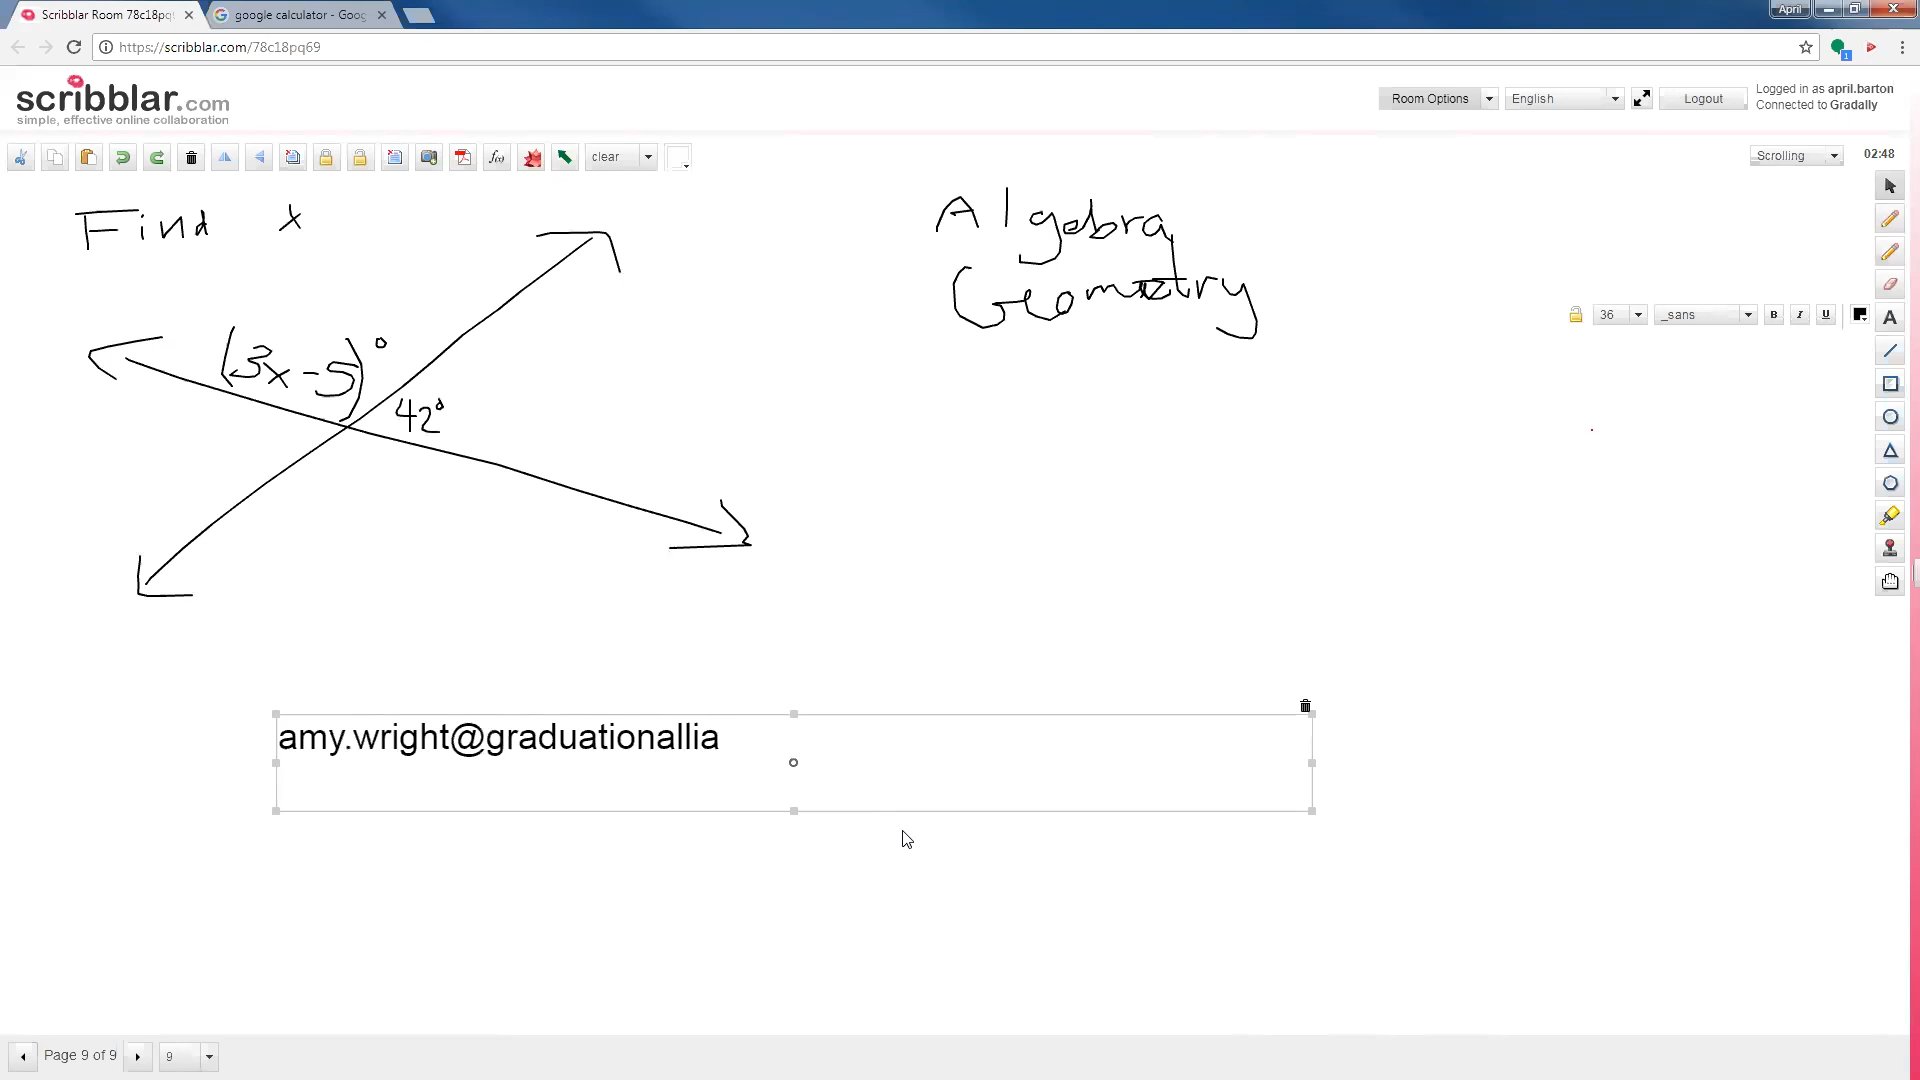 Scribblar Room 78c18pq
google calculator - Goog
April
https://scribblar.com/78c18pq69
1
scribblar.com
simple, effective online collaboration
Room Options
English
Logout
Logged in as april.barton
Connected to Gradally
f(x)
clear
Scrolling
02:48
Find x
Algebra
Geometry
(3x-5)°
42°
36
_sans
B
I
U
A
amy.wright@graduationallia
Page 9 of 9
9